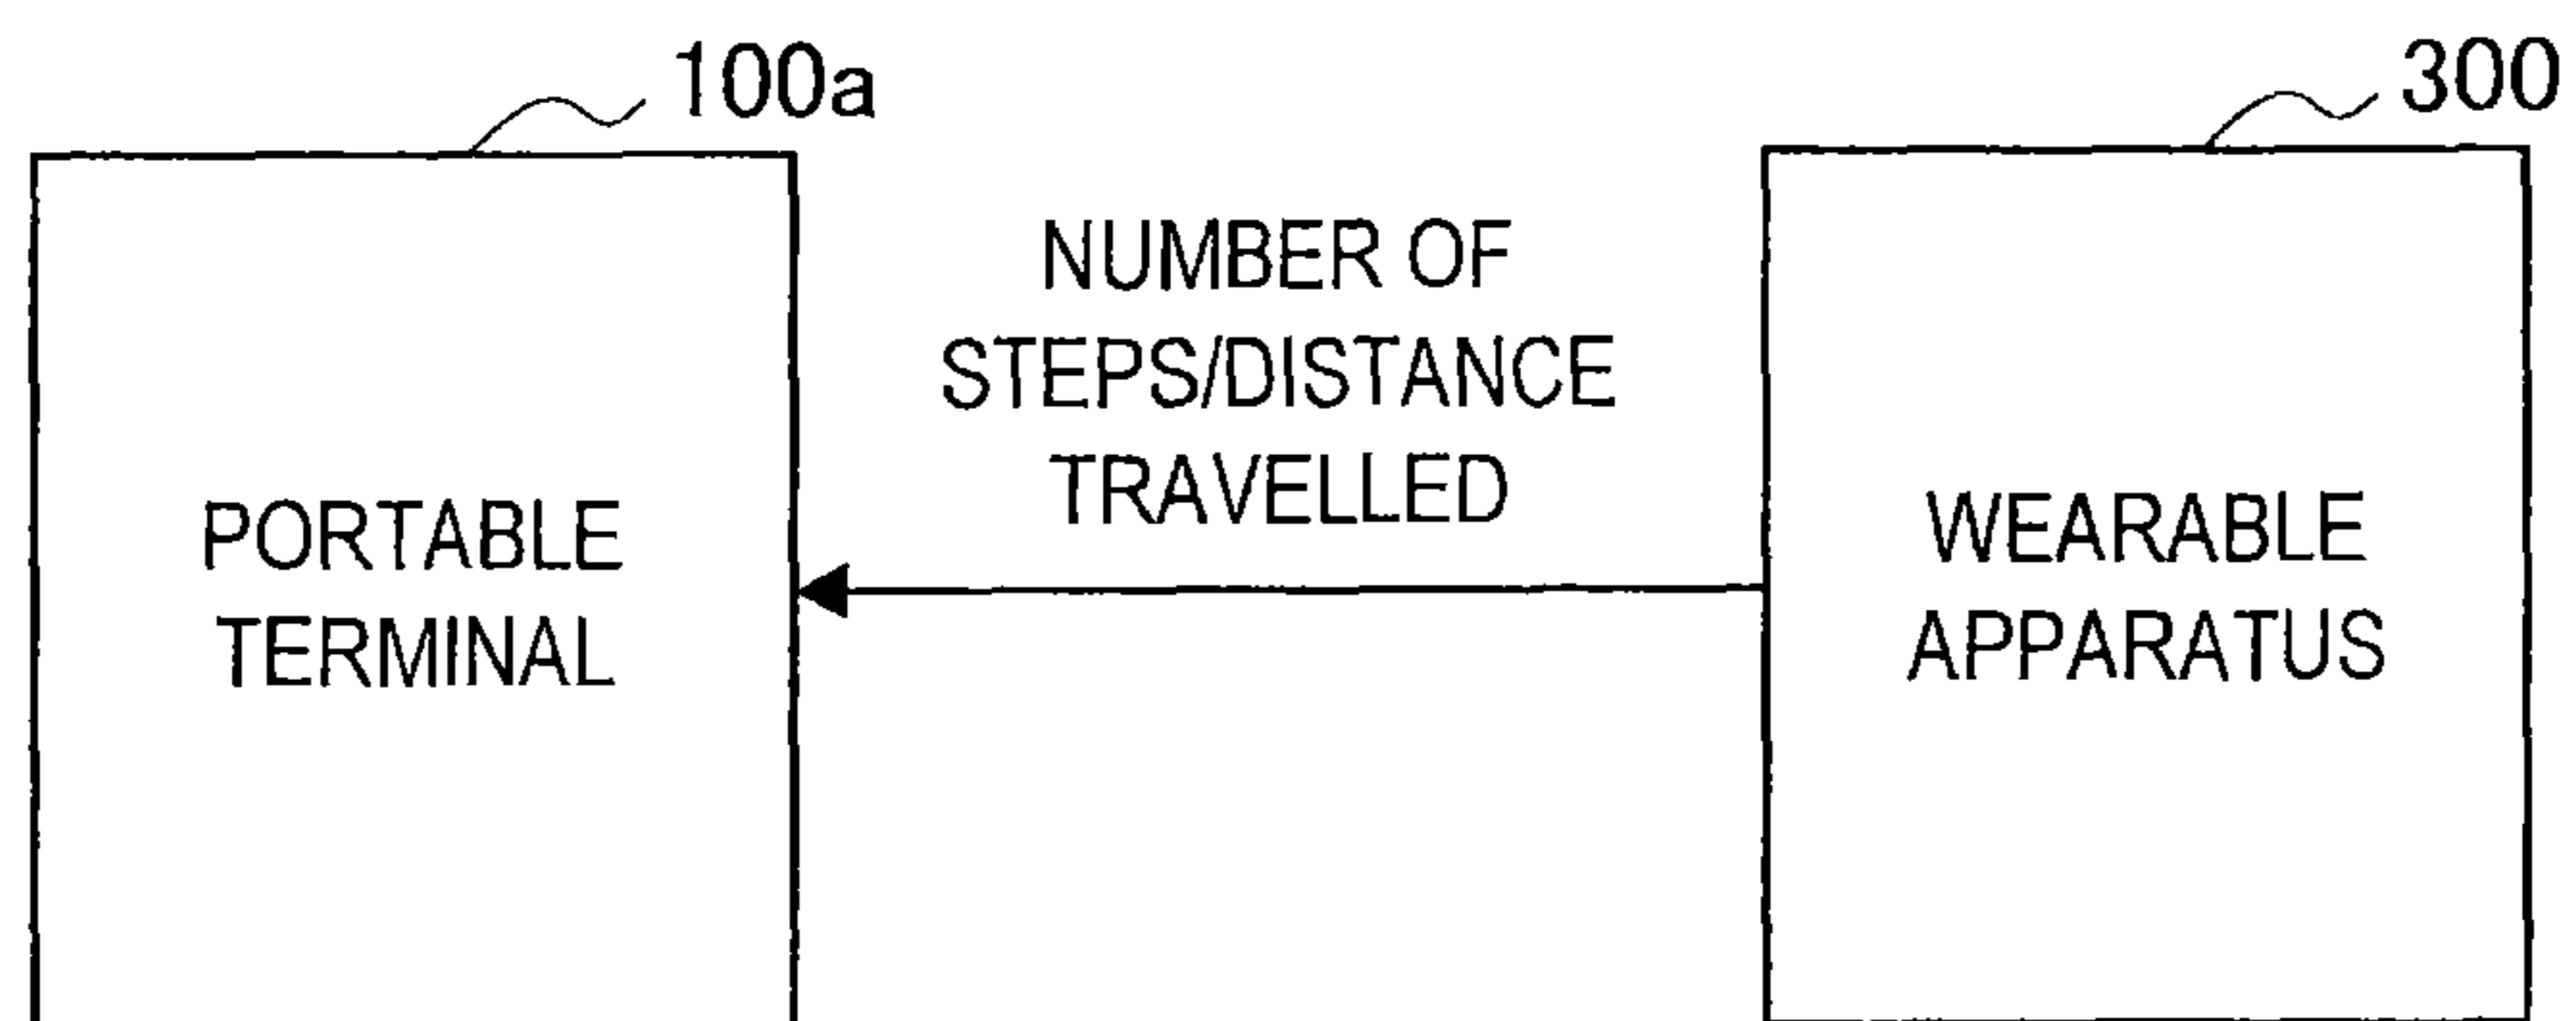 100a
300
NUMBER OF
STEPS/DISTANCE
TRAVELLED
PORTABLE
TERMINAL
WEARABLE
APPARATUS